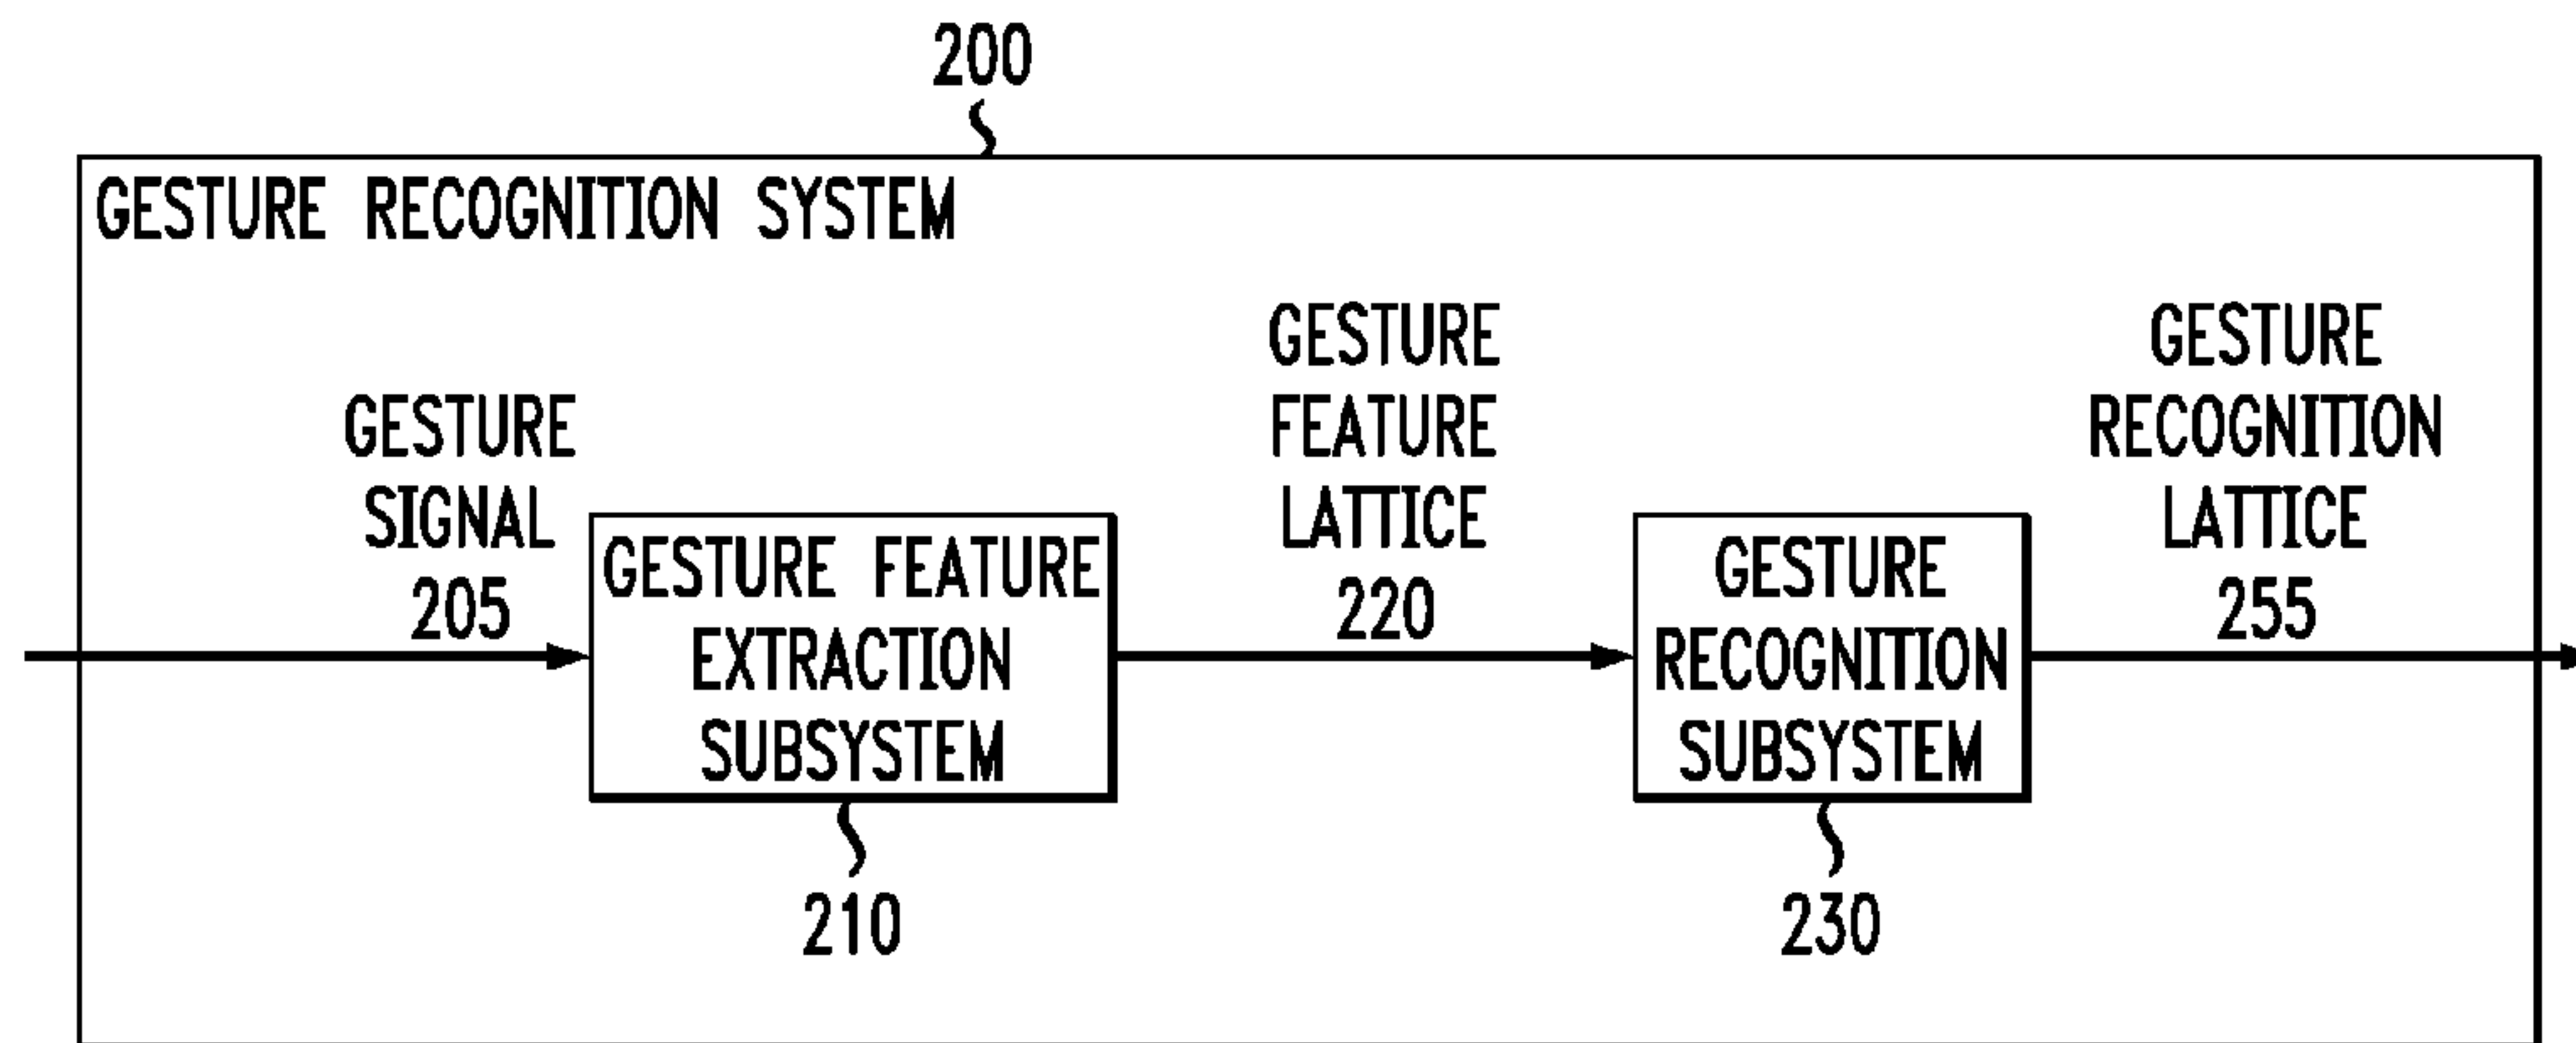 200
GESTURE RECOGNITION SYSTEM
GESTURE
SIGNAL
205
GESTURE FEATURE
EXTRACTION
SUBSYSTEM
210
GESTURE
FEATURE
LATTICE
220
GESTURE
RECOGNITION
SUBSYSTEM
230
GESTURE
RECOGNITION
LATTICE
255